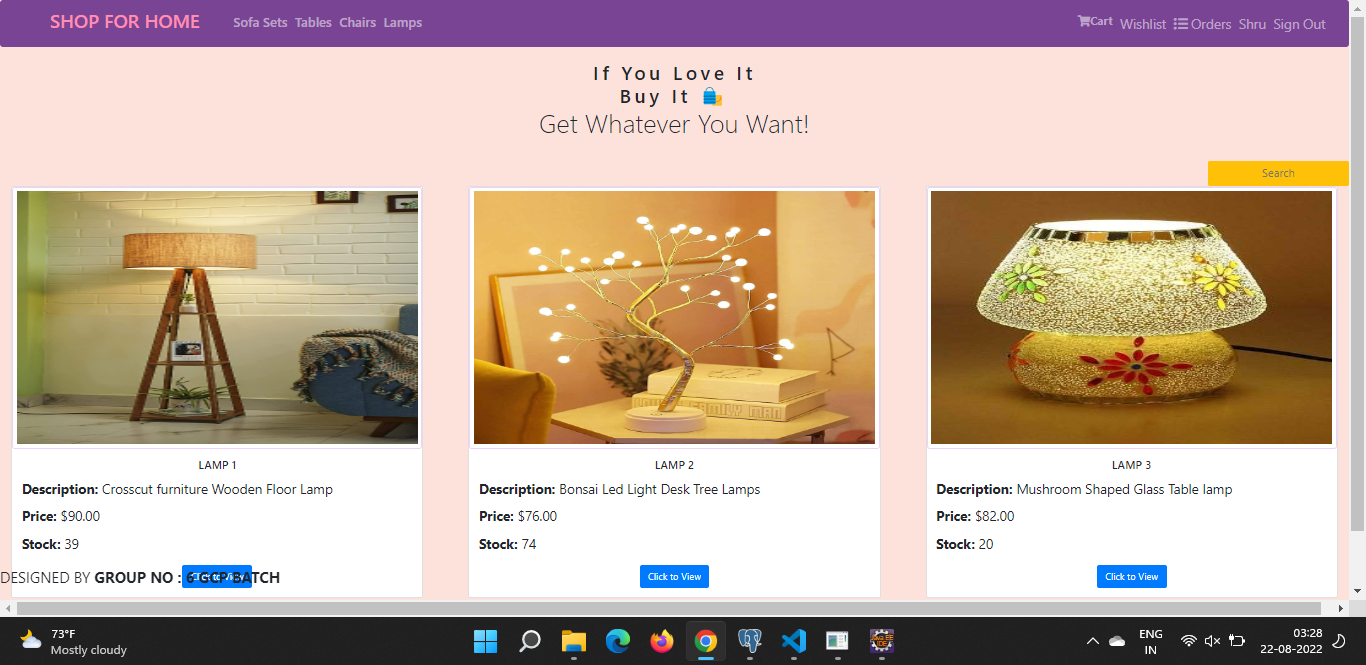 SHOP FOR HOME Sofa Sets Tables Chairs Lamps Cart Wishlist Orders Shru Sign Out
If You Love It
Buy It
Get Whatever You Want!
Search
LAMP 1
Description: Crosscut furniture Wooden Floor Lamp
Price: $90.00
Stock: 39
Click to View
LAMP 2
Description: Bonsai Led Light Desk Tree Lamps
Price: $76.00
Stock: 74
Click to View
LAMP 3
Description: Mushroom Shaped Glass Table lamp
Price: $82.00
Stock: 20
Click to View
DESIGNED BY GROUP NO : 6 GCP BATCH
73°F
Mostly cloudy
ENG
IN
03:28
22-08-2022